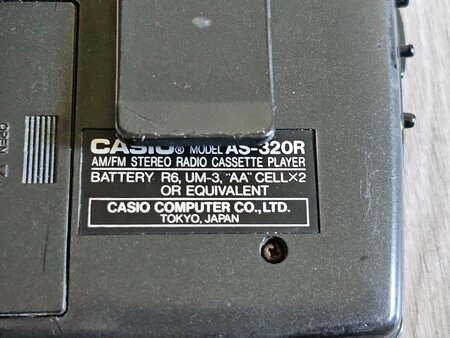 OPEN
CASIO® MODEL AS-320R
AM/FM STEREO RADIO CASSETTE PLAYER
BATTERY R6, UM-3, "AA" CELL×2
OR EQUIVALENT
CASIO COMPUTER CO., LTD.
TOKYO, JAPAN